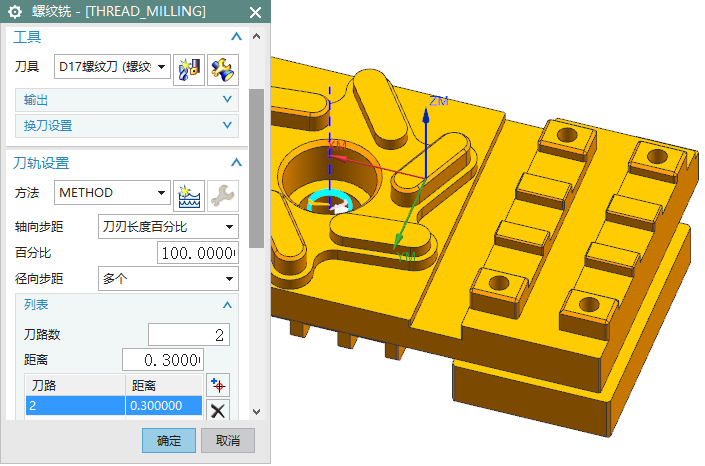 螺纹铣 - [THREAD_MILLING]
工具
刀具 D17螺纹刀 (螺纹
输出
换刀设置
刀轨设置
方法 METHOD
轴向步距 刀刃长度百分比
百分比 100.0000
径向步距 多个
列表
刀路数 2
距离 0.3000
刀路 距离
2 0.300000
确定 取消
ZM
XM
YM